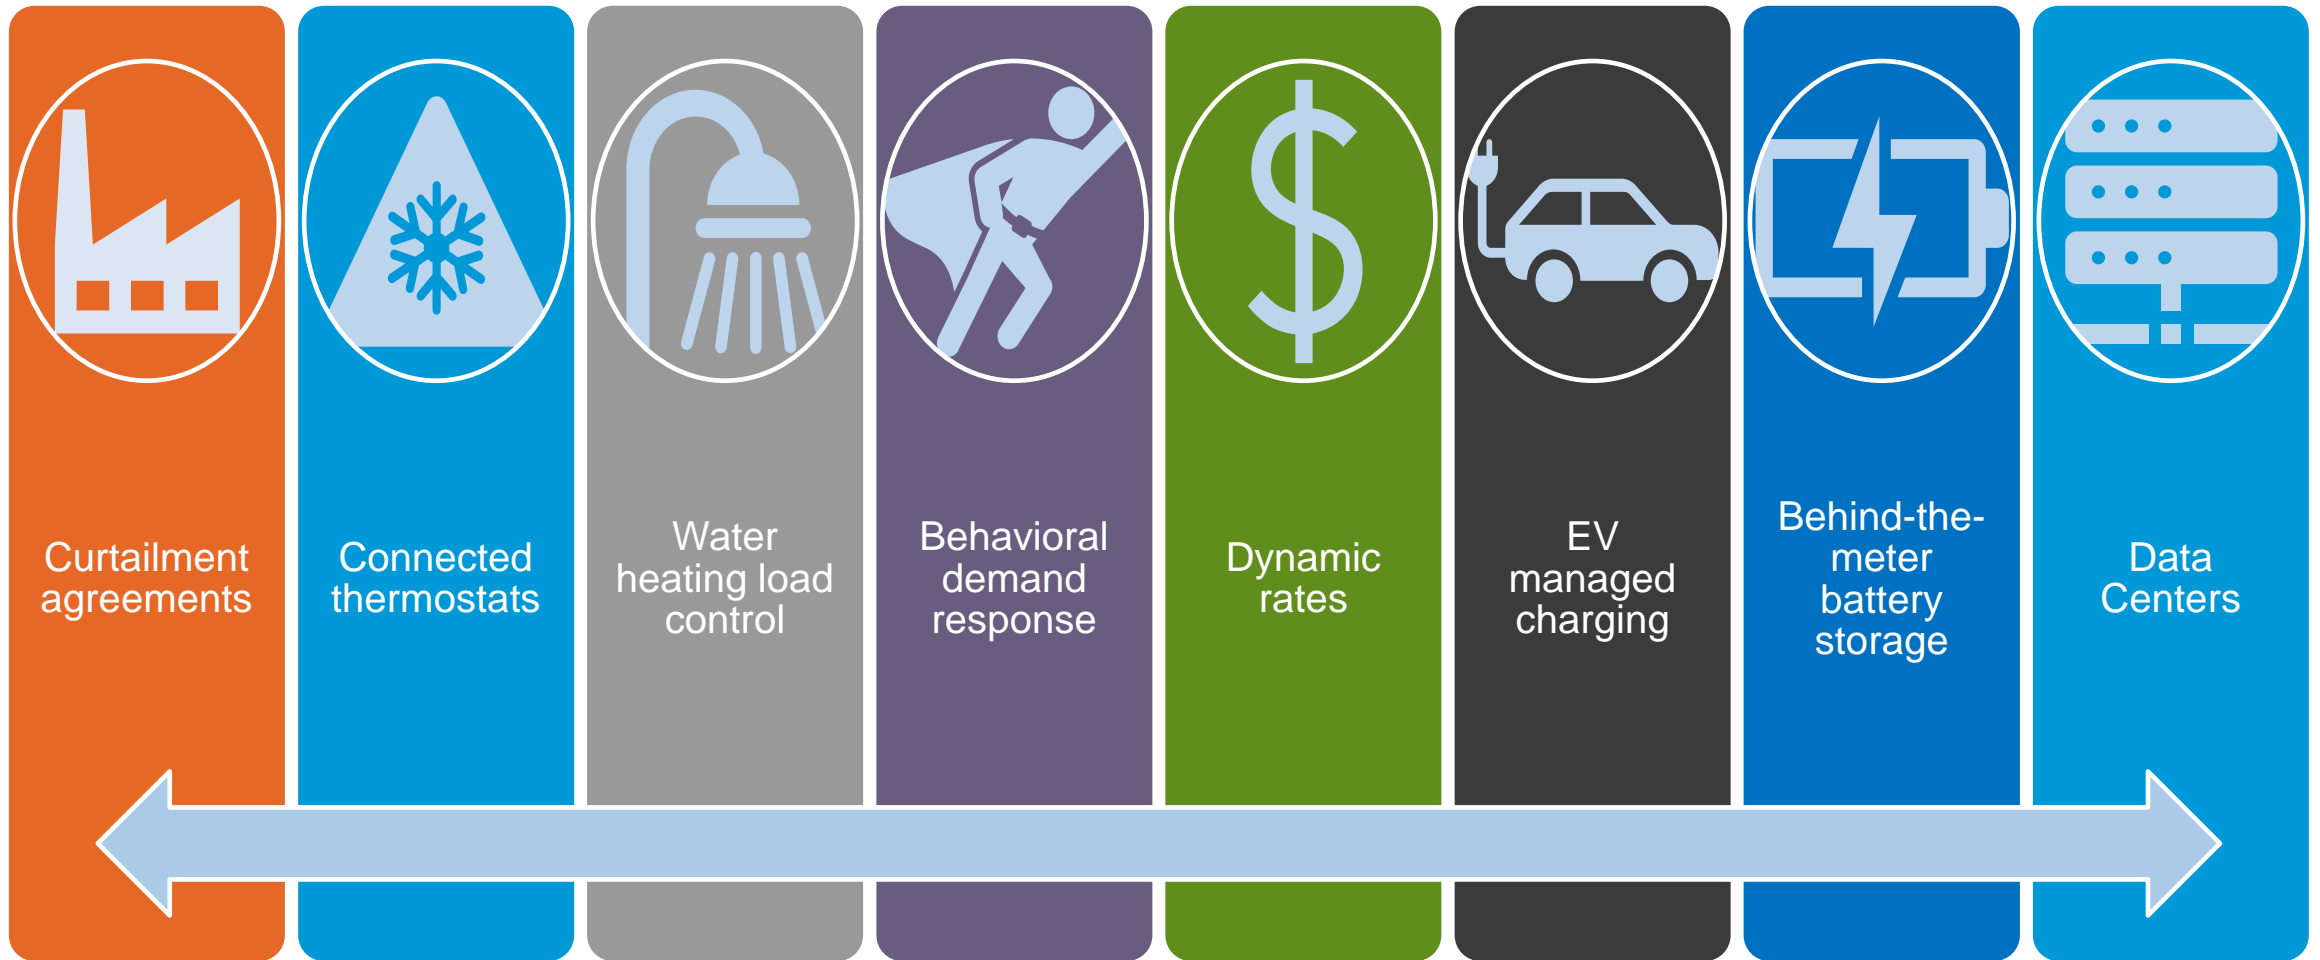 Curtailment
agreements
Connected
thermostats
Water
heating load
control
Behavioral
demand
response
Dynamic
rates
EV
managed
charging
Behind-the-
meter
battery
storage
Data
Centers